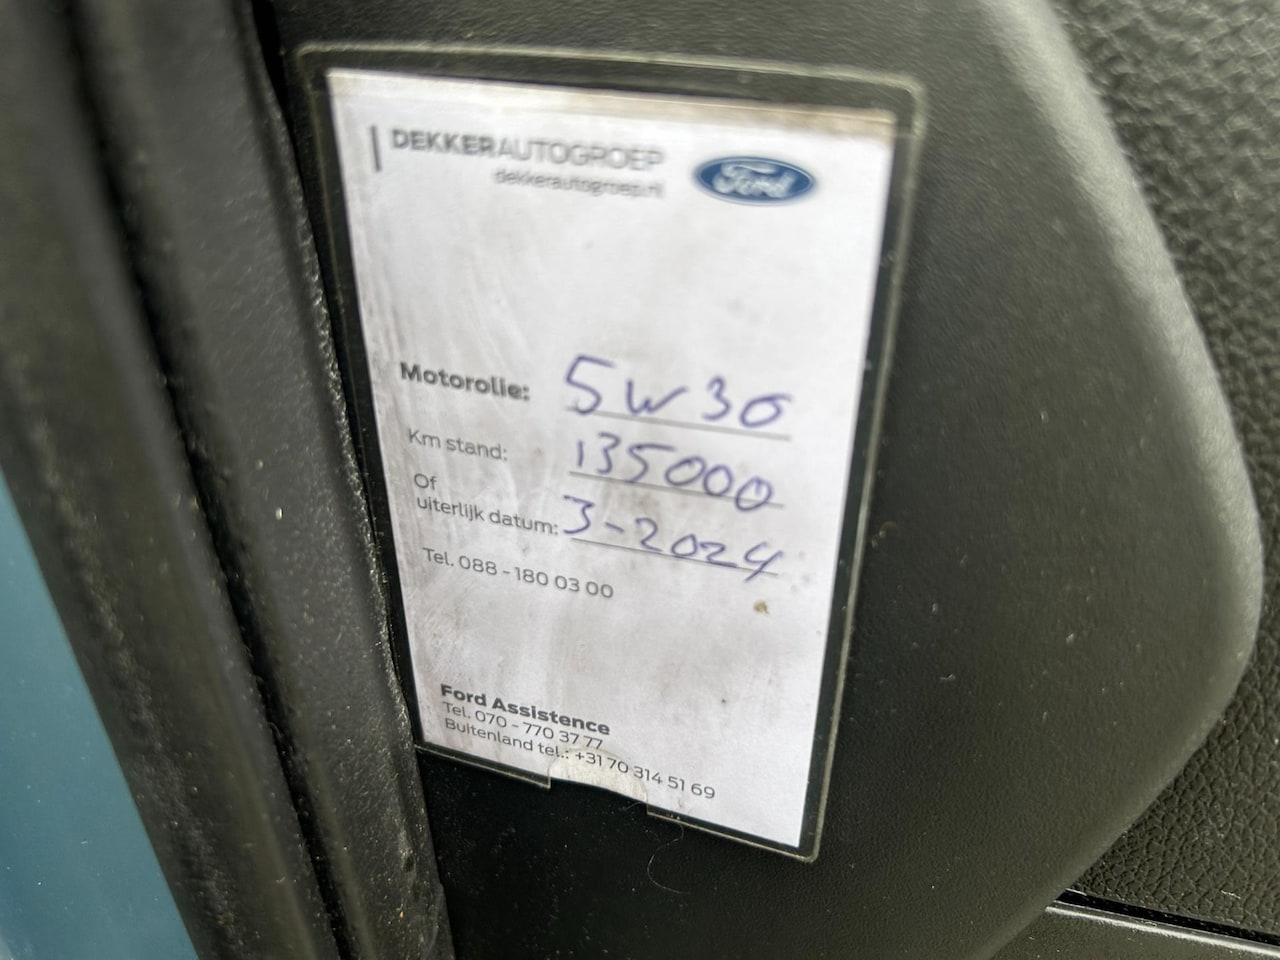 DEKKERAUTOGROEP
dekkerautogroep.nl
Ford
Motorolie: 5W30
Km stand: 135000
Of
uiterlijk datum: 3-2024
Tel. 088 - 180 03 00
Ford Assistence
Tel. 070 - 770 37 77
Buitenland tel.: +31 70 314 51 69